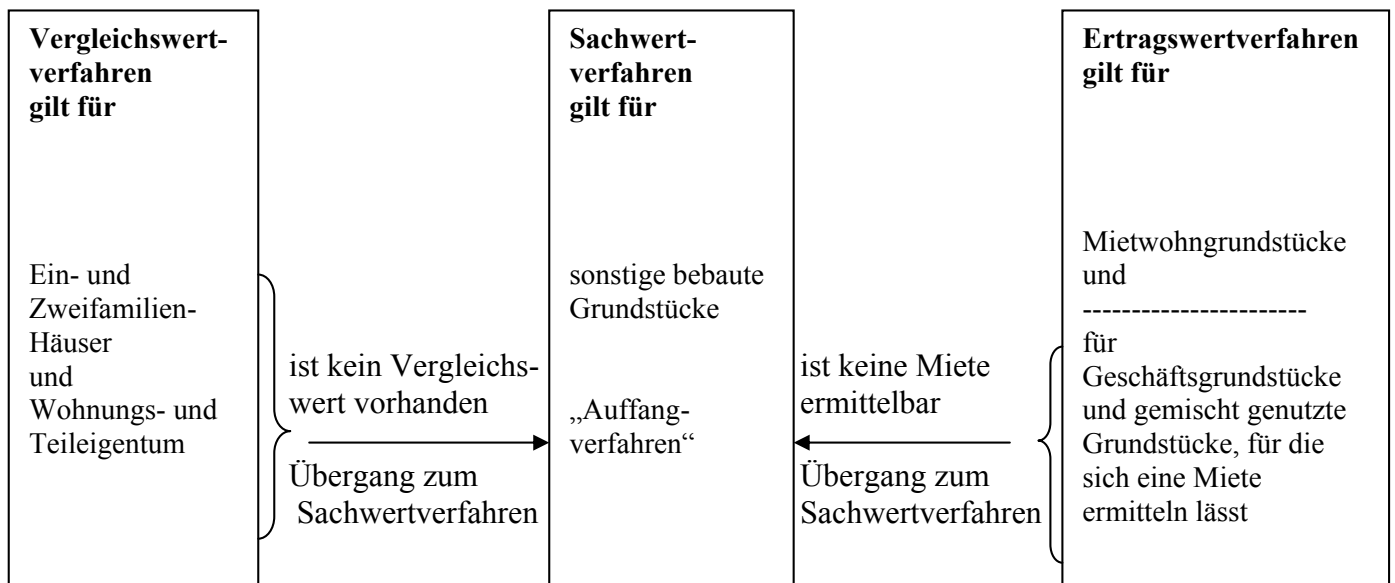 Vergleichswert-
verfahren
gilt für
Ein- und
Zweifamilien-
Häuser
und
Wohnungs- und
Teileigentum
ist kein Vergleichs-
wert vorhanden
Übergang zum
Sachwertverfahren
Sachwert-
verfahren
gilt für
sonstige bebaute
Grundstücke
„Auffang-
verfahren“
ist keine Miete
ermittelbar
Übergang zum
Sachwertverfahren
Ertragswertverfahren
gilt für
Mietwohngrundstücke
und
-----------------------
für
Geschäftsgrundstücke
und gemischt genutzte
Grundstücke, für die
sich eine Miete
ermitteln lässt